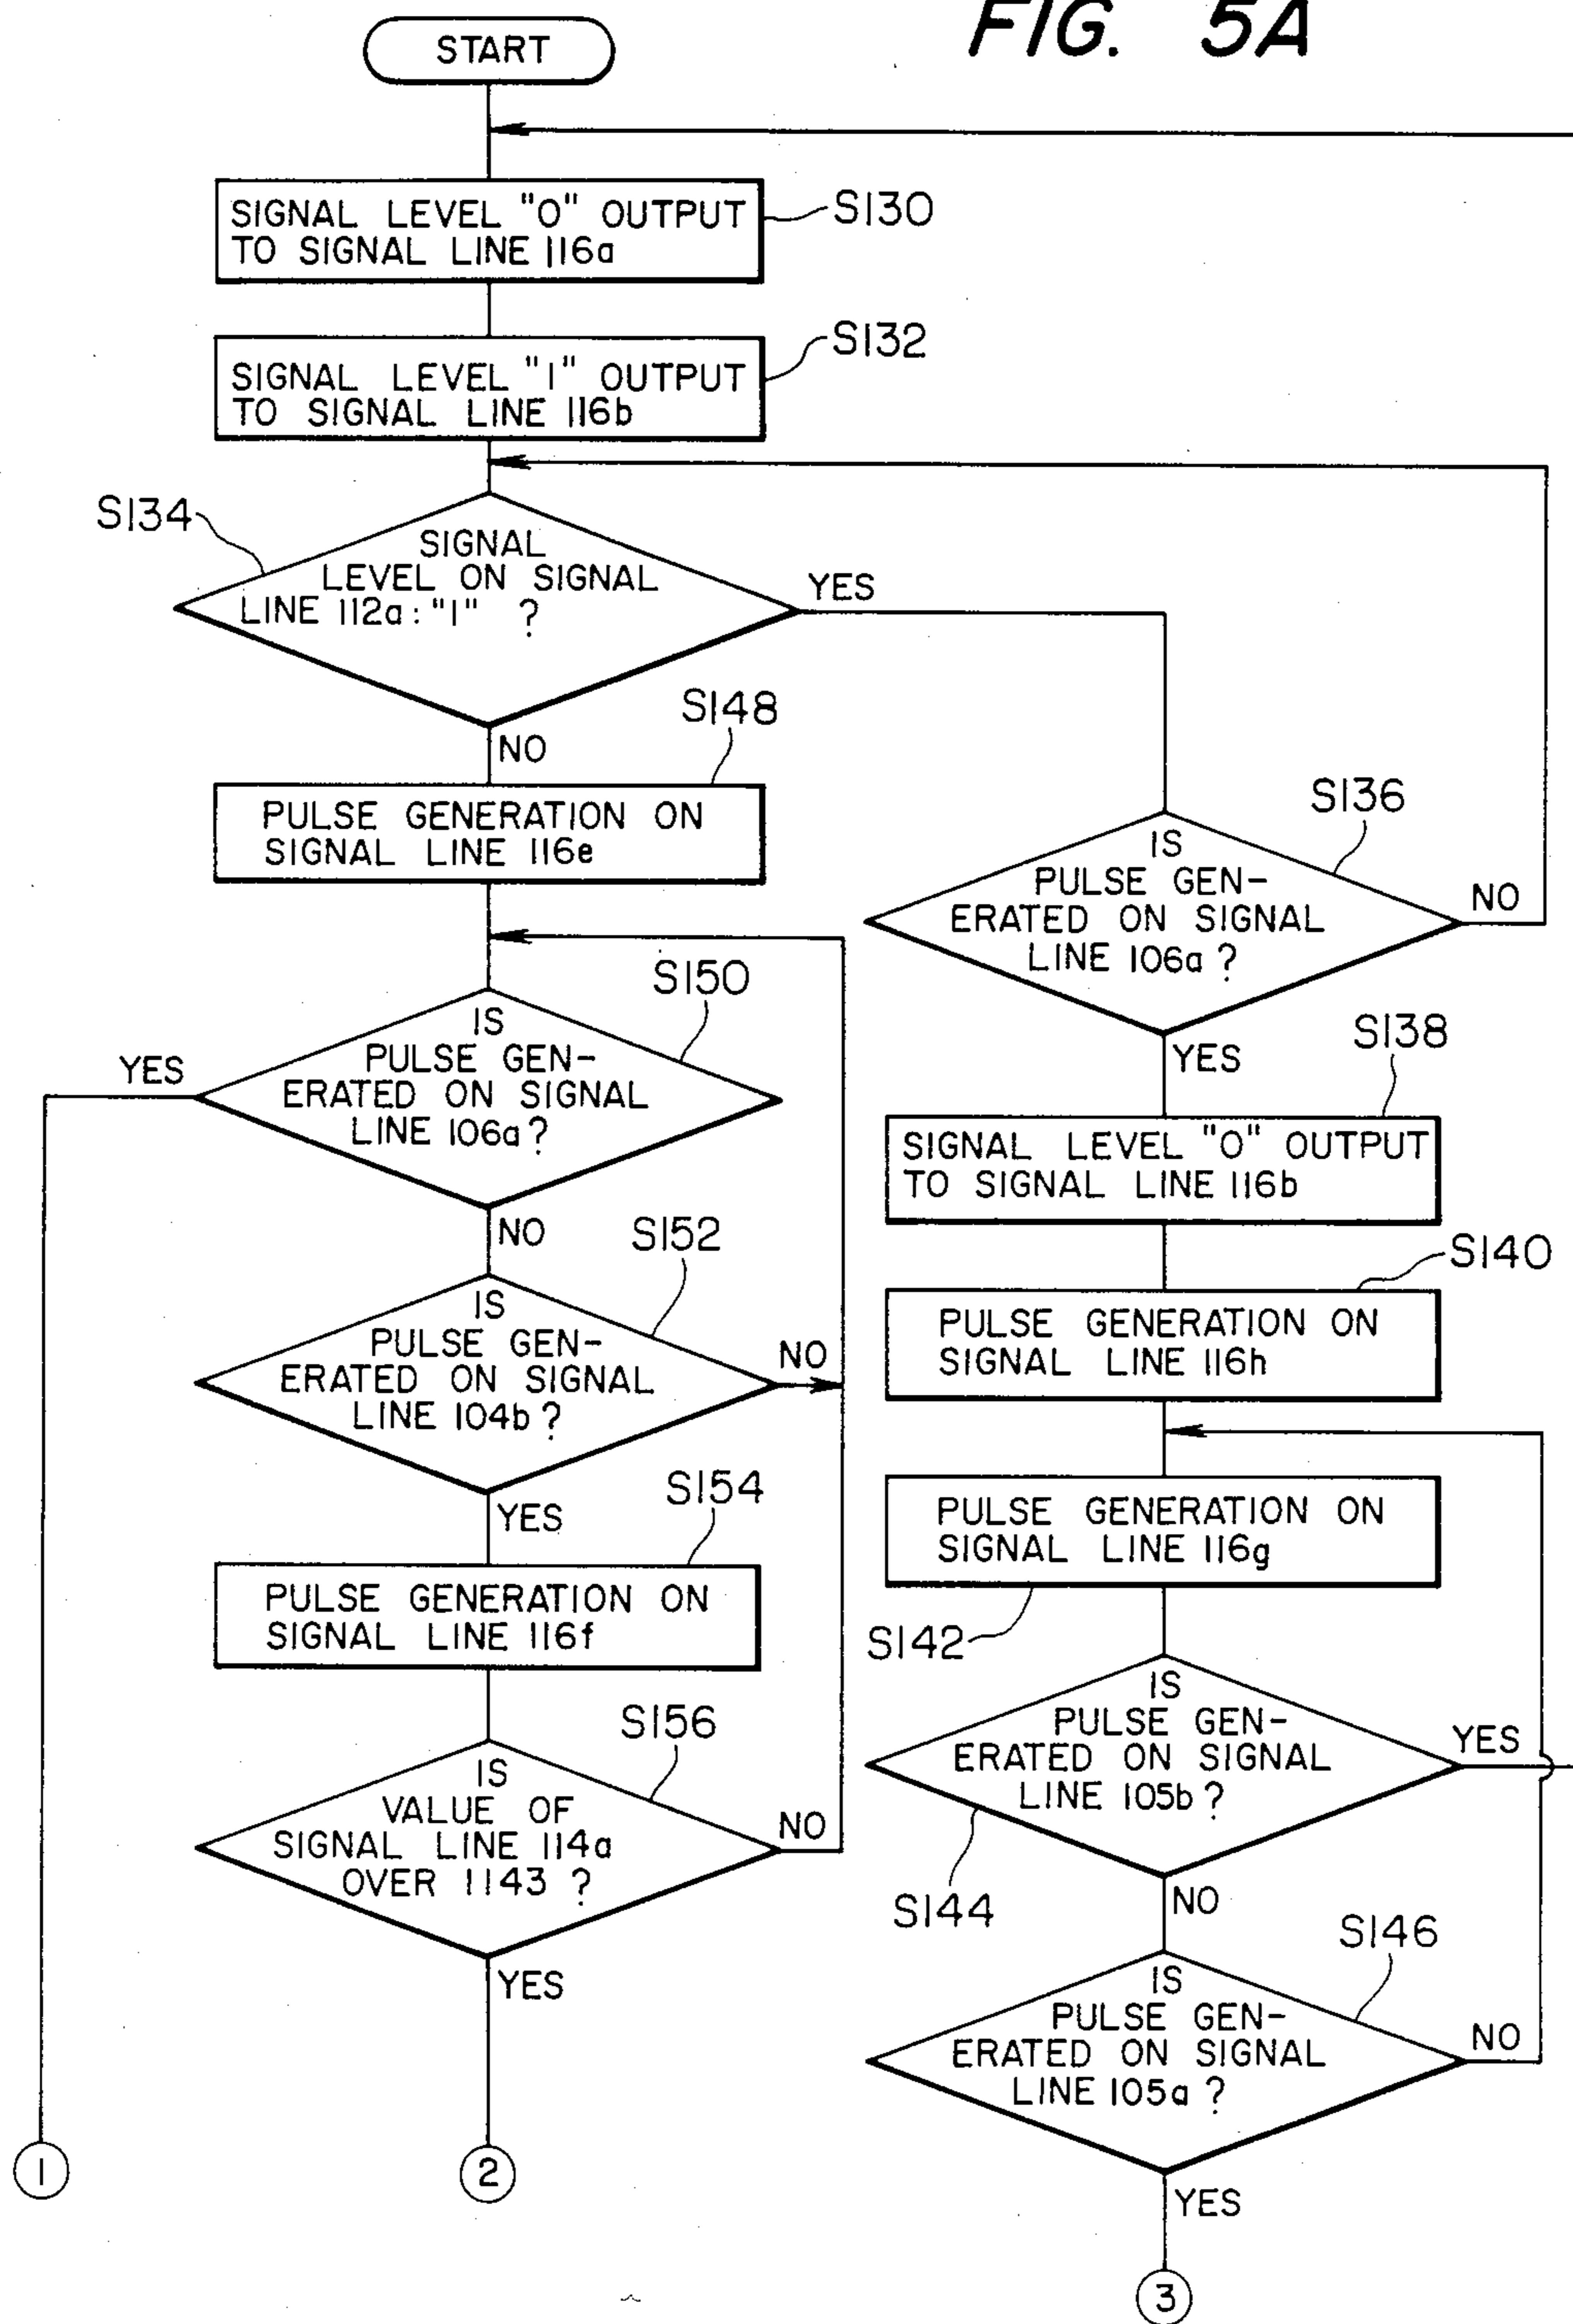 FIG. 5A
START
SIGNAL LEVEL "0" OUTPUT
TO SIGNAL LINE 116a
S130
SIGNAL LEVEL "1" OUTPUT
TO SIGNAL LINE 116b
S132
S134
SIGNAL
LEVEL ON SIGNAL
LINE 112a : "1" ?
YES
NO
S148
PULSE GENERATION ON
SIGNAL LINE 116e
S150
IS
PULSE GEN-
ERATED ON SIGNAL
LINE 106a ?
YES
NO
S152
IS
PULSE GEN-
ERATED ON SIGNAL
LINE 104b ?
NO
YES
S154
PULSE GENERATION ON
SIGNAL LINE 116f
S156
IS
VALUE OF
SIGNAL LINE 114a
OVER 1143 ?
NO
YES
1
2
S136
IS
PULSE GEN-
ERATED ON SIGNAL
LINE 106a ?
NO
YES
S138
SIGNAL LEVEL "0" OUTPUT
TO SIGNAL LINE 116b
S140
PULSE GENERATION ON
SIGNAL LINE 116h
PULSE GENERATION ON
SIGNAL LINE 116g
S142
IS
PULSE GEN-
ERATED ON SIGNAL
LINE 105b ?
YES
S144
NO
S146
IS
PULSE GEN-
ERATED ON SIGNAL
LINE 105a ?
NO
YES
3